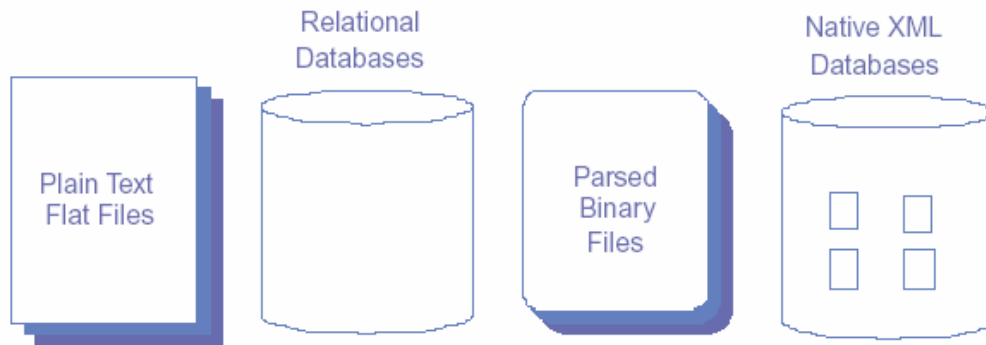 Plain Text
Flat Files
Relational
Databases
Parsed
Binary
Files
Native XML
Databases